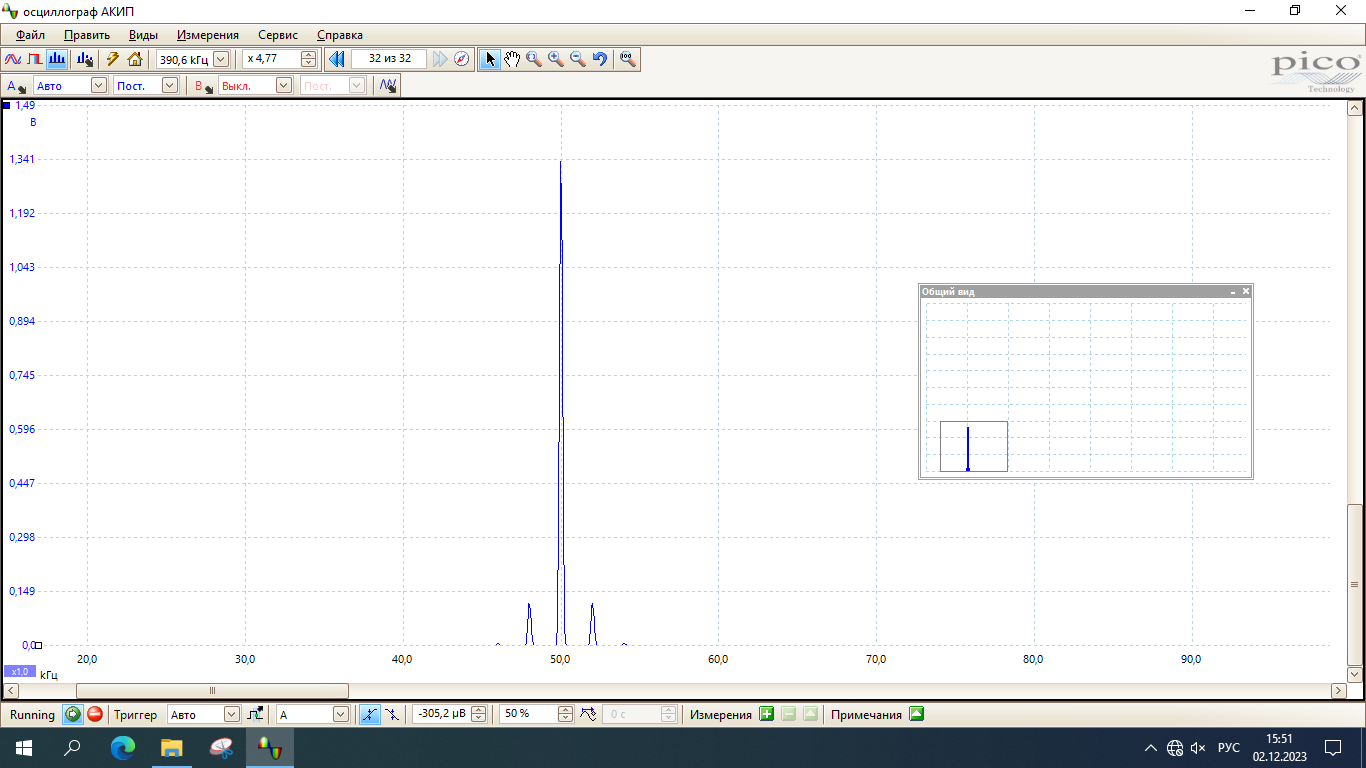 осциллограф АКИП
Файл Править Виды Измерения Сервис Справка
390,6 кГц x 4,77 32 из 32
pico
Technology
A Авто Пост. B Выкл. Пост.
1,49
В
1,341
1,192
1,043
0,894
0,745
0,596
0,447
0,298
0,149
0,0
Общий вид
20,0 30,0 40,0 50,0 60,0 70,0 80,0 90,0
x1,0 кГц
Running Триггер Авто A -305,2 µВ 50 % 0 с Измерения Примечания
РУС 15:51
02.12.2023